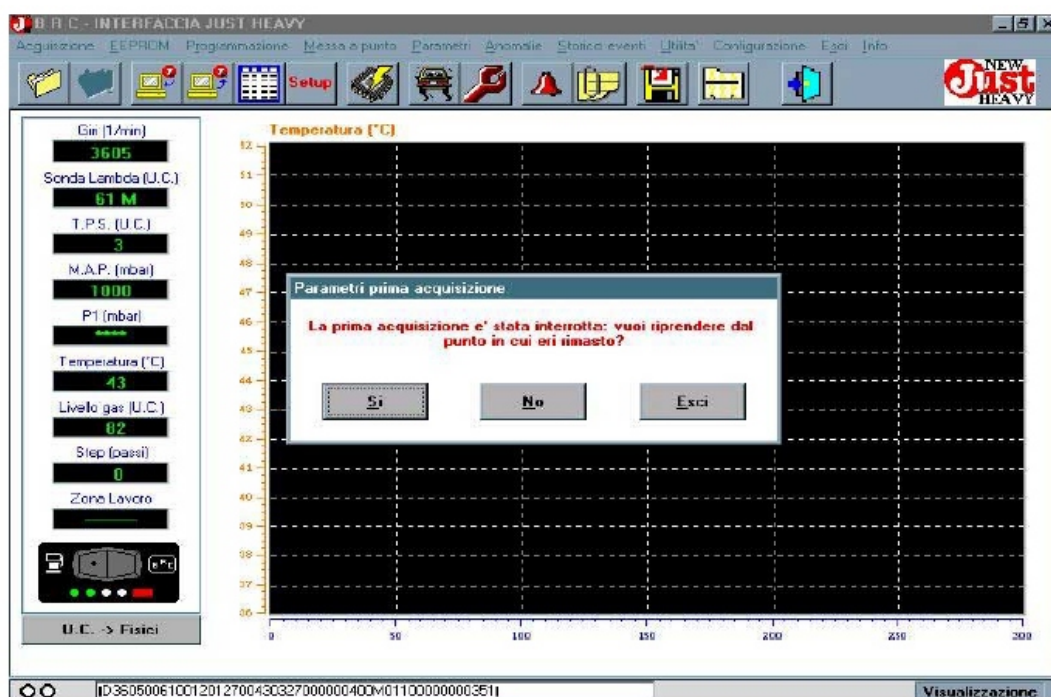 B.R.C - INTERFACCIA JUST HEAVY
Acquisizione EEPROM Programmazione Messa a punto Parametri Anomalie Storico eventi Utilita' Configurazione Esci Info
Setup
NEW
Just
HEAVY
Giri (1/min)
3605
Sonda Lambda (U.C.)
61 M
T.P.S. (U.C.)
3
M.A.P. (mbar)
1000
P1 (mbar)
****
Temperatura (°C)
43
Livello gas (U.C.)
82
Step (passi)
0
Zona Lavoro
-------
BRC
U.C. -> Fisici
Temperatura (°C)
52
51
50
49
48
47
46
45
44
43
42
41
40
39
38
37
36
0 50 100 150 200 250 300
Parametri prima acquisizione
La prima acquisizione e' stata interrotta: vuoi riprendere dal
punto in cui eri rimasto?
Si No Esci
Visualizzazione